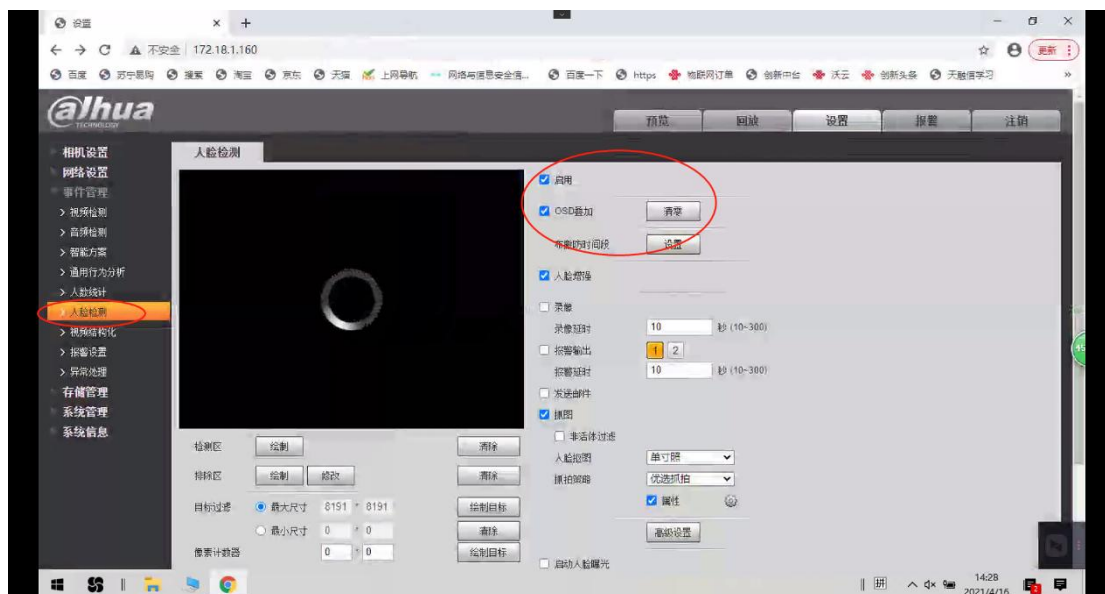 设置
不安全 172.18.1.160
更新
百度 苏宁易购 搜索 淘宝 京东 天猫 上网导航 网络与信息安全信... 百度一下 https 物联网订单 创新中台 沃云 创新头条 天融信学习 »
alhua
TECHNOLOGY
预览 回放 设置 报警 注销
相机设置
网络设置
事件管理
> 视频检测
> 音频检测
> 智能方案
> 通用行为分析
> 人数统计
> 人脸检测
> 视频结构化
> 报警设置
> 异常处理
存储管理
系统管理
系统信息
人脸检测
启用
OSD叠加 清零
布撤防时间段 设置
人脸增强
录像
录像延时 10 秒 (10~300)
报警输出 1 2
报警延时 10 秒 (10~300)
发送邮件
抓图
非活体过滤
人脸抠图 单寸照
抓拍策略 优选抓拍
属性
高级设置
启动人脸曝光
检测区 绘制 清除
排除区 绘制 修改 清除
目标过滤 最大尺寸 8191 * 8191 绘制目标
最小尺寸 0 * 0 清除
像素计数器 0 * 0 绘制目标
拼
14:28
2021/4/16
2